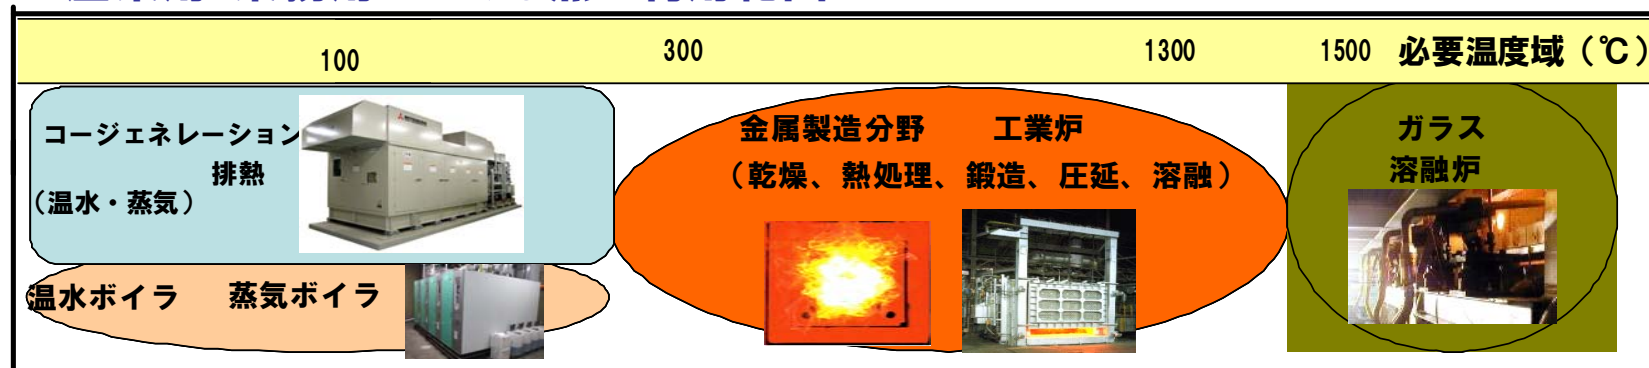 100 300 1300 1500 必要温度域（℃）
コージェネレーション
排熱
（温水・蒸気）
金属製造分野 工業炉
（乾燥、熱処理、鍛造、圧延、溶融）
ガラス
溶融炉
温水ボイラ 蒸気ボイラ